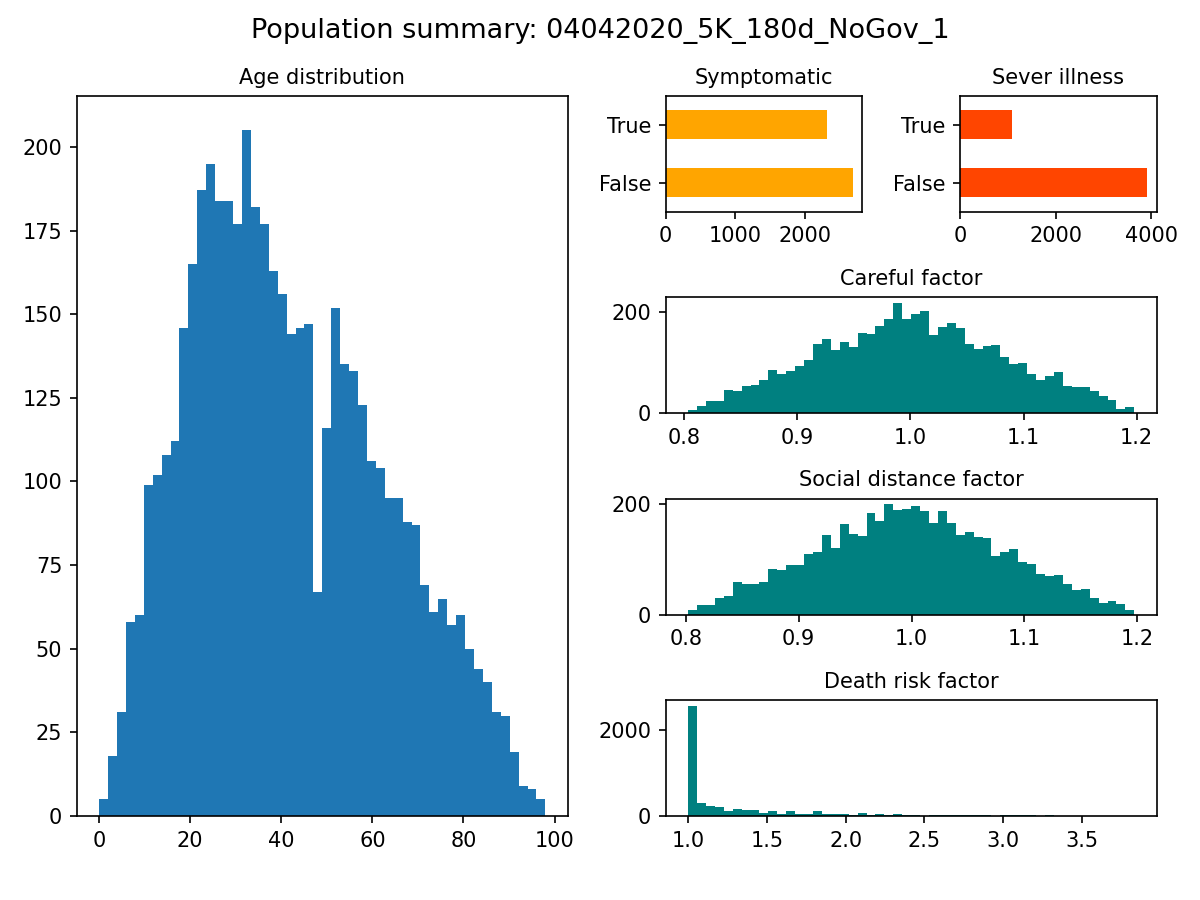 Population summary: 04042020_5K_180d_NoGov_1
Age distribution
200
175
150
125
100
75
50
25
0
0 20 40 60 80 100
Symptomatic
True
False
0 1000 2000
Sever illness
True
False
0 2000 4000
Careful factor
200
0
0.8 0.9 1.0 1.1 1.2
Social distance factor
200
0
0.8 0.9 1.0 1.1 1.2
Death risk factor
2000
0
1.0 1.5 2.0 2.5 3.0 3.5